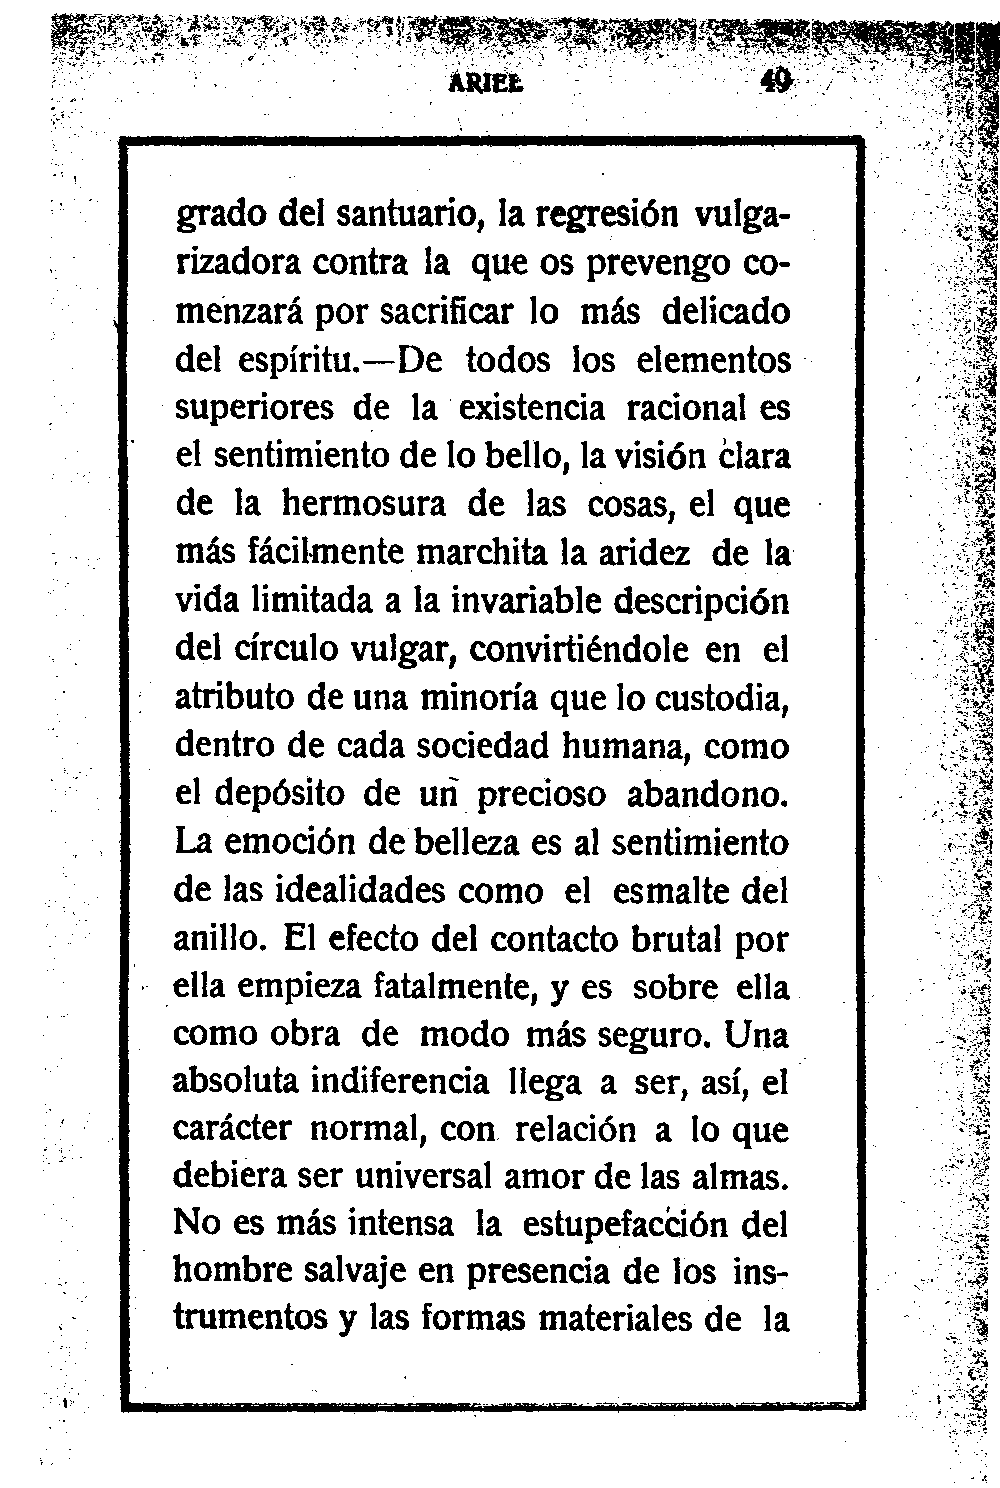 ARIEL 49
grado del santuario, la regresión vulga-
rizadora contra la que os prevengo co-
menzará por sacrificar lo más delicado
del espíritu.—De todos los elementos
superiores de la existencia racional es
el sentimiento de lo bello, la visión clara
de la hermosura de las cosas, el que
más fácilmente marchita la aridez de la
vida limitada a la invariable descripción
del círculo vulgar, convirtiéndole en el
atributo de una minoría que lo custodia,
dentro de cada sociedad humana, como
el depósito de un precioso abandono.
La emoción de belleza es al sentimiento
de las idealidades como el esmalte del
anillo. El efecto del contacto brutal por
ella empieza fatalmente, y es sobre ella
como obra de modo más seguro. Una
absoluta indiferencia llega a ser, así, el
carácter normal, con relación a lo que
debiera ser universal amor de las almas.
No es más intensa la estupefacción del
hombre salvaje en presencia de los ins-
trumentos y las formas materiales de la